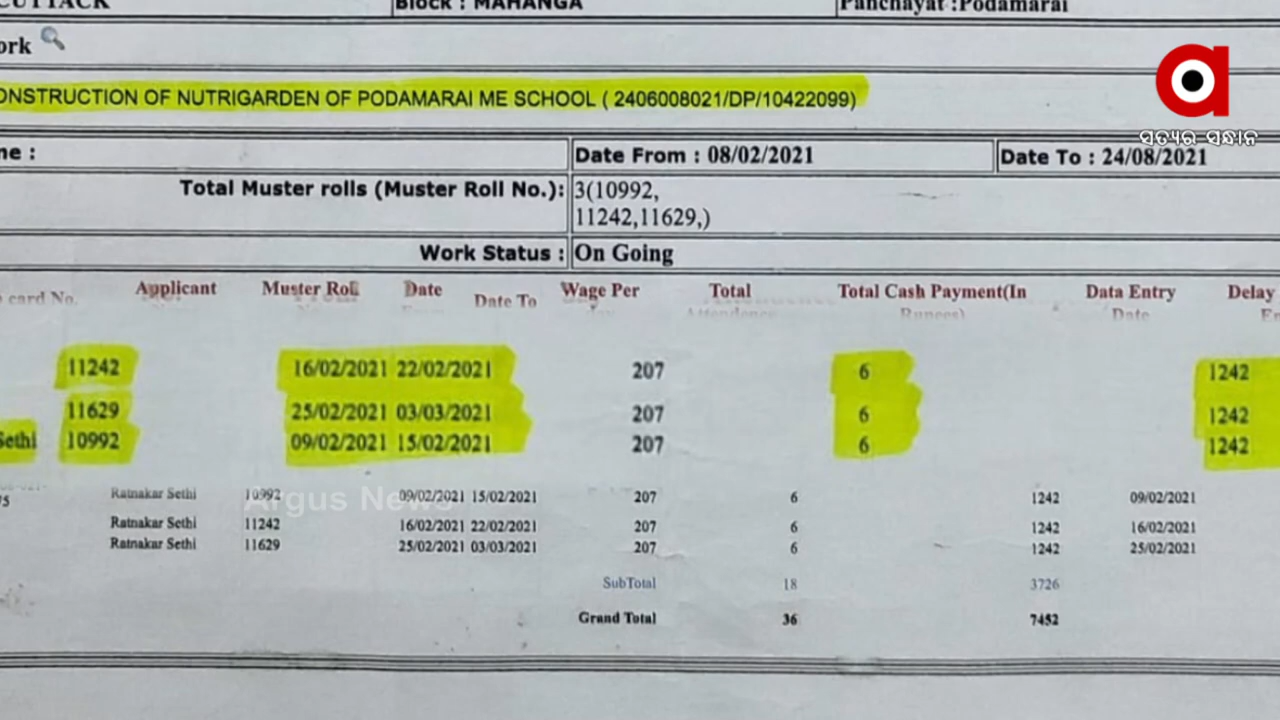 CUTTACK Block : MAHANGA Panchayat :Podamarai
ork
ONSTRUCTION OF NUTRIGARDEN OF PODAMARAI ME SCHOOL ( 2406008021/DP/10422099)
ସତ୍ୟର ସନ୍ଧାନ
me : Date From : 08/02/2021 Date To : 24/08/2021
Total Muster rolls (Muster Roll No.): 3(10992,
11242,11629,)
Work Status : On Going
card No. Applicant Muster Roll Date Date To Wage Per Total Total Cash Payment(In Data Entry Delay
Attendence Rupees) Date
11242 16/02/2021 22/02/2021 207 6 1242
11629 25/02/2021 03/03/2021 207 6 1242
Sethi 10992 09/02/2021 15/02/2021 207 6 1242
Argus News
Ratnakar Sethi 10992 09/02/2021 15/02/2021 207 6 1242 09/02/2021
Ratnakar Sethi 11242 16/02/2021 22/02/2021 207 6 1242 16/02/2021
Ratnakar Sethi 11629 25/02/2021 03/03/2021 207 6 1242 25/02/2021
SubTotal 18 3726
Grand Total 36 7452